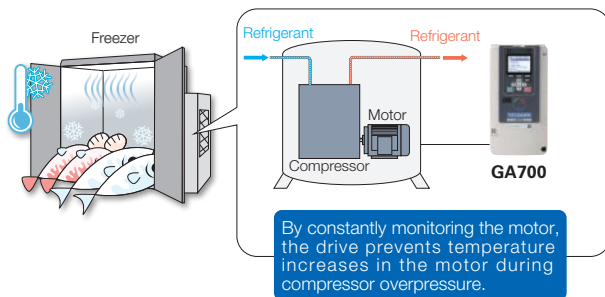 Freezer
Refrigerant
Refrigerant
Motor
Compressor
YASKAWA
GA700
By constantly monitoring the motor,
the drive prevents temperature
increases in the motor during
compressor overpressure.